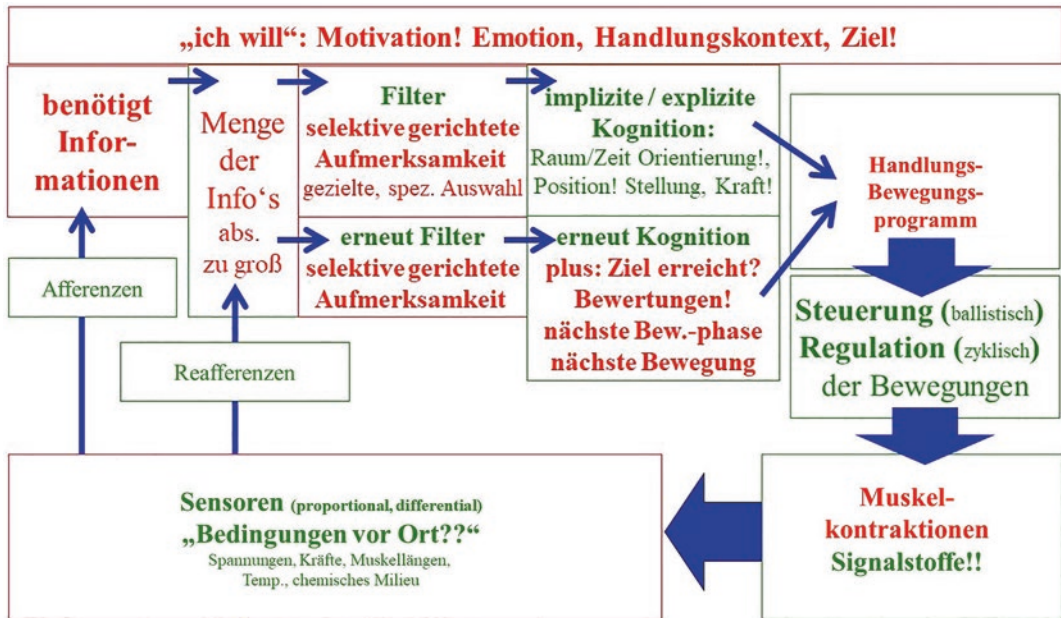 „ich will“: Motivation! Emotion, Handlungskontext, Ziel!
benötigt
Infor-
mationen
Menge
der
Info‘s
abs.
zu groß
Filter
selektive gerichtete
Aufmerksamkeit
gezielte, spez. Auswahl
implizite / explizite
Kognition:
Raum/Zeit Orientierung!,
Position! Stellung, Kraft!
Handlungs-
Bewegungs-
programm
erneut Filter
selektive gerichtete
Aufmerksamkeit
erneut Kognition
plus: Ziel erreicht?
Bewertungen!
nächste Bew.-phase
nächste Bewegung
Afferenzen
Reafferenzen
Steuerung (ballistisch)
Regulation (zyklisch)
der Bewegungen
Sensoren (proportional, differential)
„Bedingungen vor Ort??“
Spannungen, Kräfte, Muskellängen,
Temp., chemisches Milieu
Muskel-
kontraktionen
Signalstoffe!!